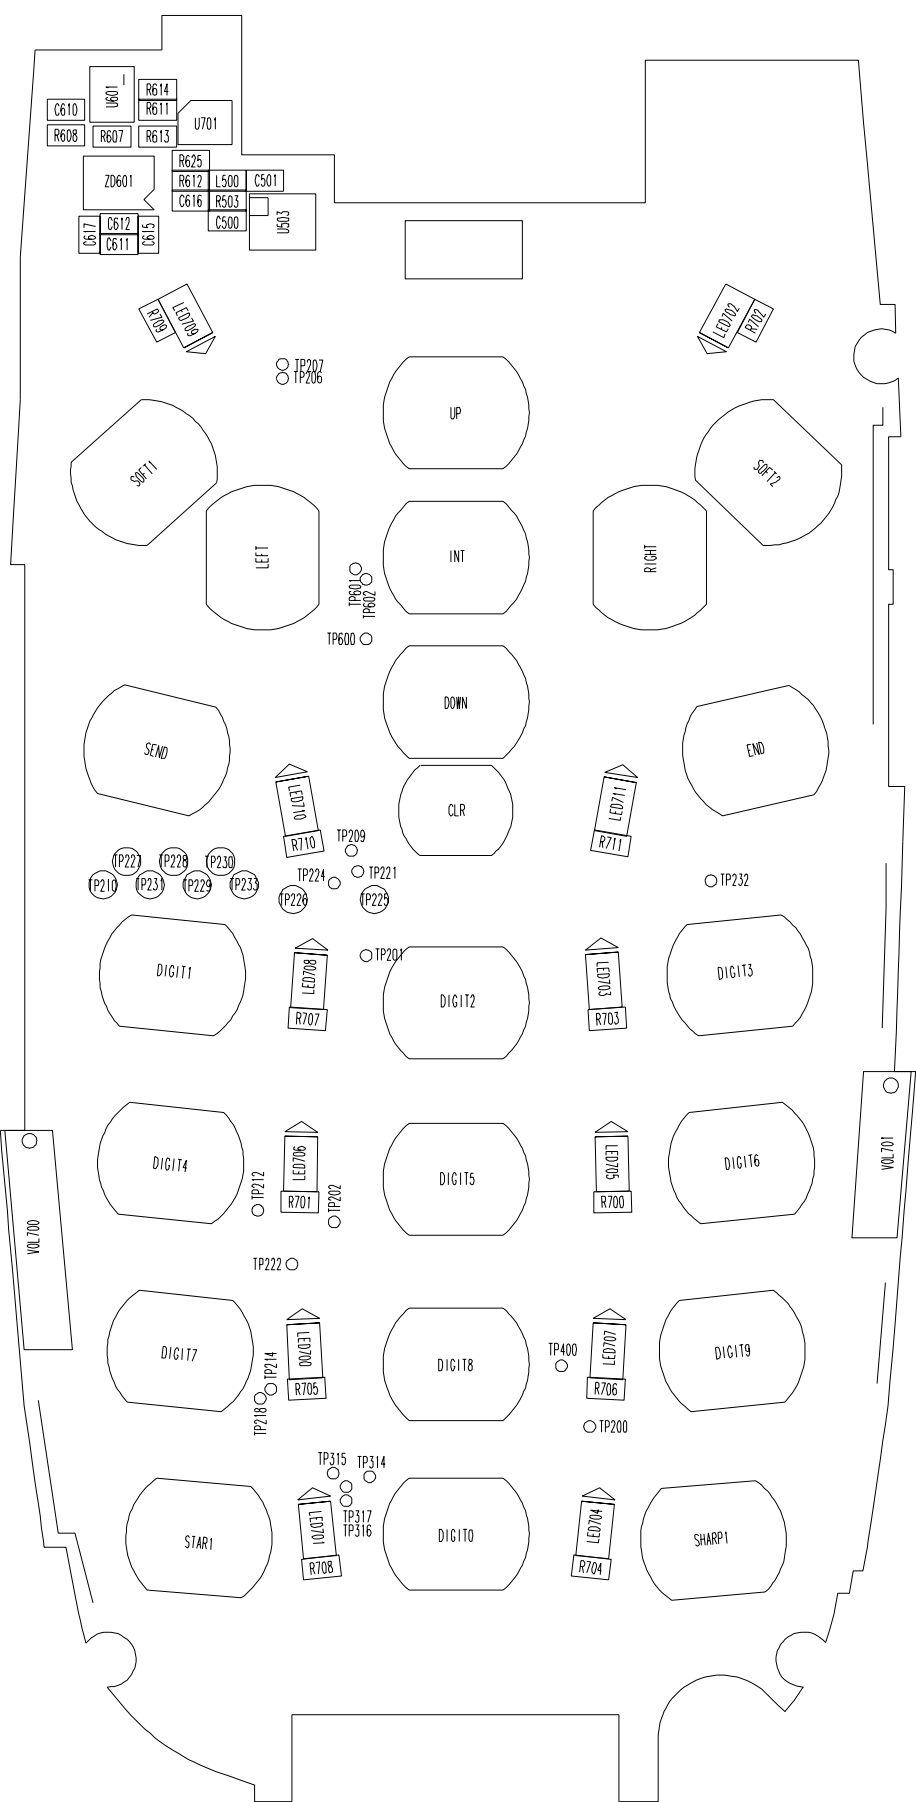 U601
R614
C610
R611
U701
R608
R607
R613
R625
ZD601
R612
L500
C501
C616
R503
C617
C612
C615
C500
U503
C611
R709
LED709
LED702
R702
TP207
TP206
UP
SOFT1
SOFT2
LEFT
INT
RIGHT
TP601
TP602
TP600
DOWN
SEND
END
LED710
CLR
LED711
R710
R711
TP209
TP227
TP228
TP230
TP221
TP224
TP232
TP210
TP231
TP229
TP233
TP226
TP225
TP201
DIGIT1
LED708
DIGIT2
LED703
DIGIT3
R707
R703
VOL701
DIGIT4
LED706
DIGIT5
LED705
DIGIT6
TP212
R701
TP202
R700
VOL700
TP222
DIGIT7
LED700
DIGIT8
TP400
LED707
DIGIT9
TP214
R705
R706
TP218
TP200
TP315
TP314
TP317
TP316
STAR1
LED701
DIGIT0
LED704
SHARP1
R708
R704